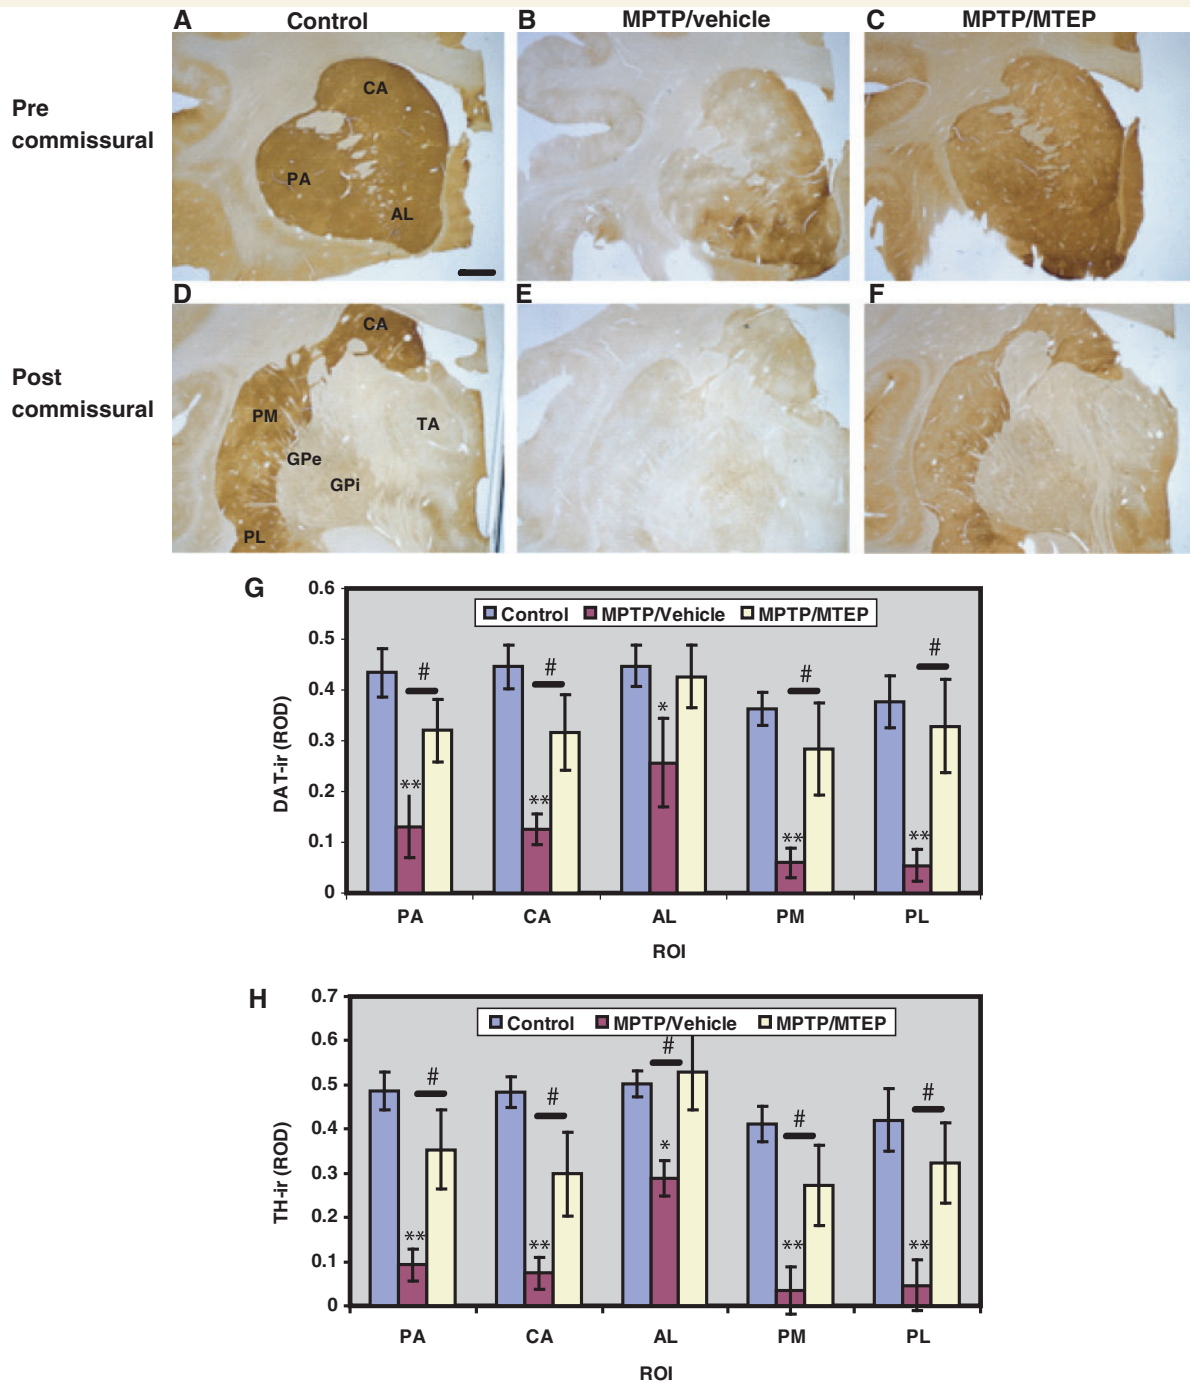 A Control
B MPTP/vehicle
C MPTP/MTEP
Pre
commissural
CA
PA
AL
D
E
F
Post
commissural
CA
PM
TA
GPe
GPi
PL
G
0.6
0.5
0.4
0.3
0.2
0.1
0
DAT-ir (ROD)
Control MPTP/Vehicle MPTP/MTEP
# # # #
** ** * ** **
PA CA AL PM PL
ROI
H
0.7
0.6
0.5
0.4
0.3
0.2
0.1
0
TH-ir (ROD)
Control MPTP/Vehicle MPTP/MTEP
# # # # #
** ** * ** **
PA CA AL PM PL
ROI